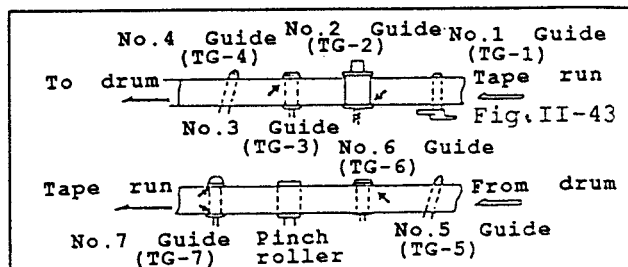 No.4 Guide
(TG-4)
No.2 Guide
(TG-2)
No.1 Guide
(TG-1)
To drum
Tape run
Fig.II-43
No.3 Guide
(TG-3)
No.6 Guide
(TG-6)
Tape run
From drum
No.7 Guide
(TG-7)
Pinch
roller
No.5 Guide
(TG-5)